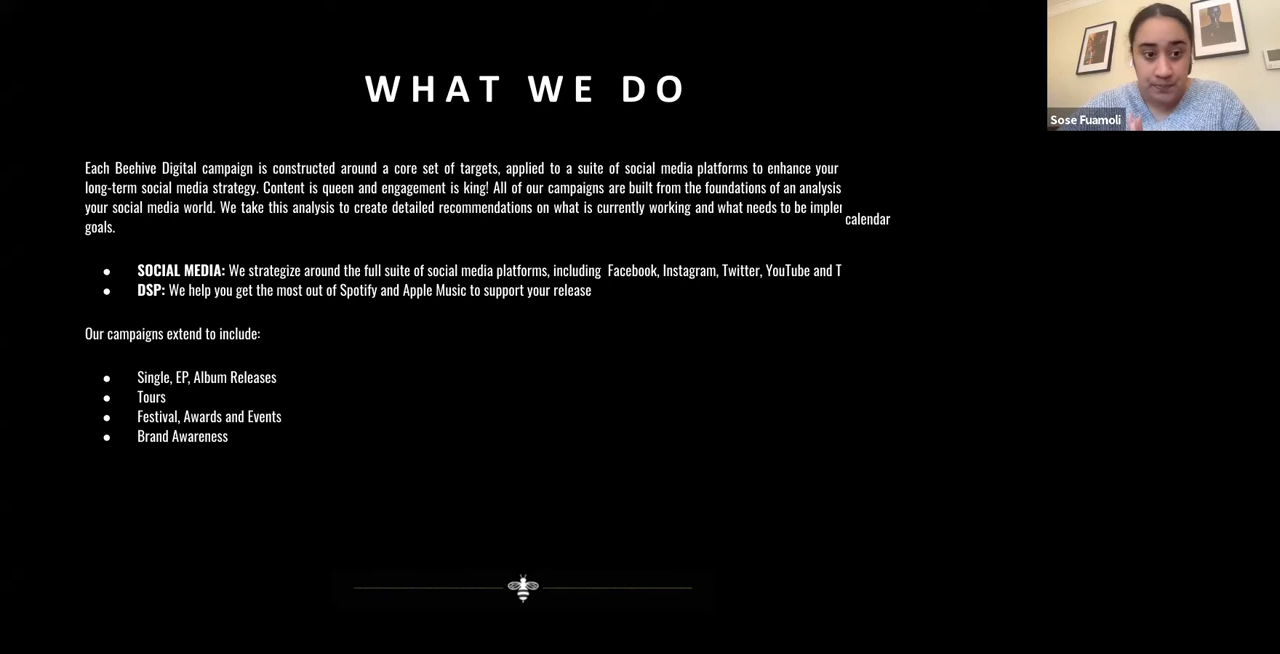 WHAT WE DO
Sose Fuamoli
Each Beehive Digital campaign is constructed around a core set of targets, applied to a suite of social media platforms to enhance your
long-term social media strategy. Content is queen and engagement is king! All of our campaigns are built from the foundations of an analysis
your social media world. We take this analysis to create detailed recommendations on what is currently working and what needs to be impler
calendar
goals.
● SOCIAL MEDIA: We strategize around the full suite of social media platforms, including Facebook, Instagram, Twitter, YouTube and T
● DSP: We help you get the most out of Spotify and Apple Music to support your release
Our campaigns extend to include:
● Single, EP, Album Releases
● Tours
● Festival, Awards and Events
● Brand Awareness